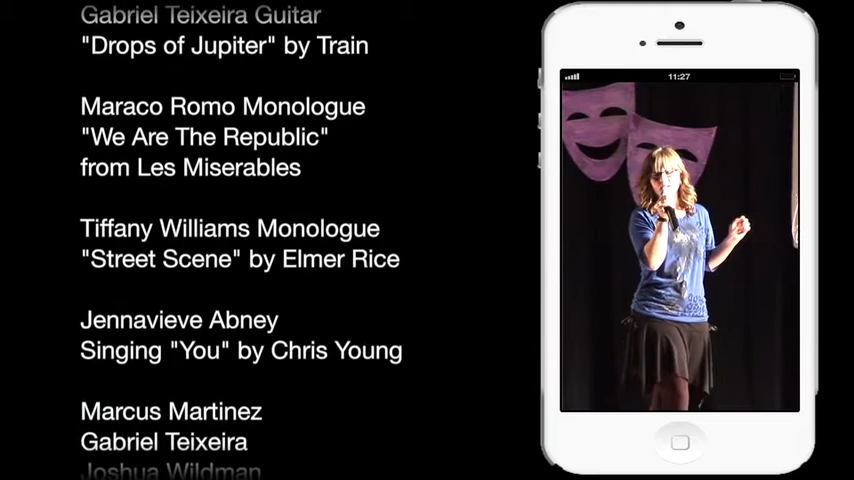 Gabriel Teixeira Guitar
"Drops of Jupiter" by Train
Maraco Romo Monologue
"We Are The Republic"
from Les Miserables
Tiffany Williams Monologue
"Street Scene" by Elmer Rice
Jennavieve Abney
Singing "You" by Chris Young
Marcus Martinez
Gabriel Teixeira
Joshua Wildman
11:27